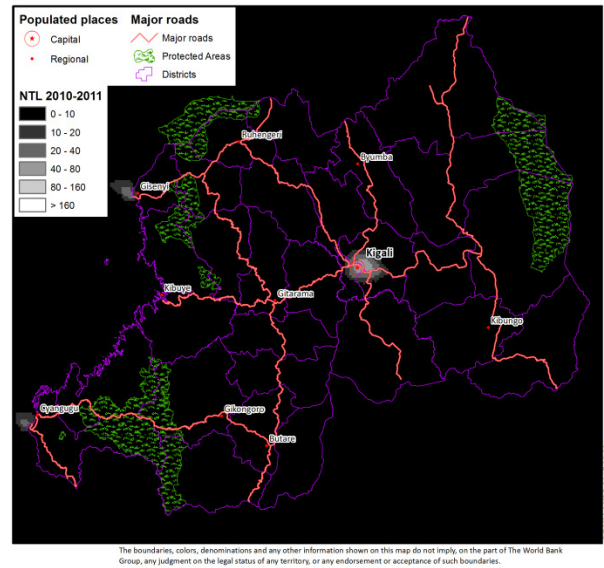 Populated places
Capital
Regional
Major roads
Major roads
Protected Areas
Districts
NTL 2010-2011
0 - 10
10 - 20
20 - 40
40 - 80
80 - 160
> 160
Ruhengeri
Byumba
Gisenyi
Kigali
Kibuye
Gitarama
Kibungo
Cyangugu
Gikongoro
Butare
The boundaries, colors, denominations and any other information shown on this map do not imply, on the part of The World Bank
Group, any judgment on the legal status of any territory, or any endorsement or acceptance of such boundaries.